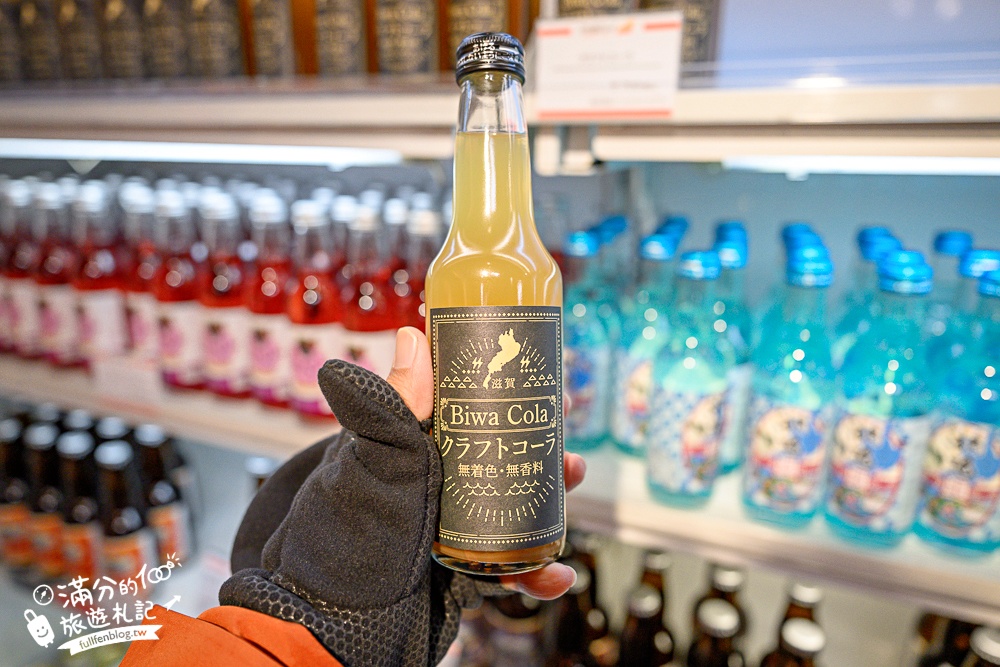 滋賀
Biwa Cola
クラフトコーラ
無着色・無香料
滿分的
旅遊札記
fullfenblog.tw